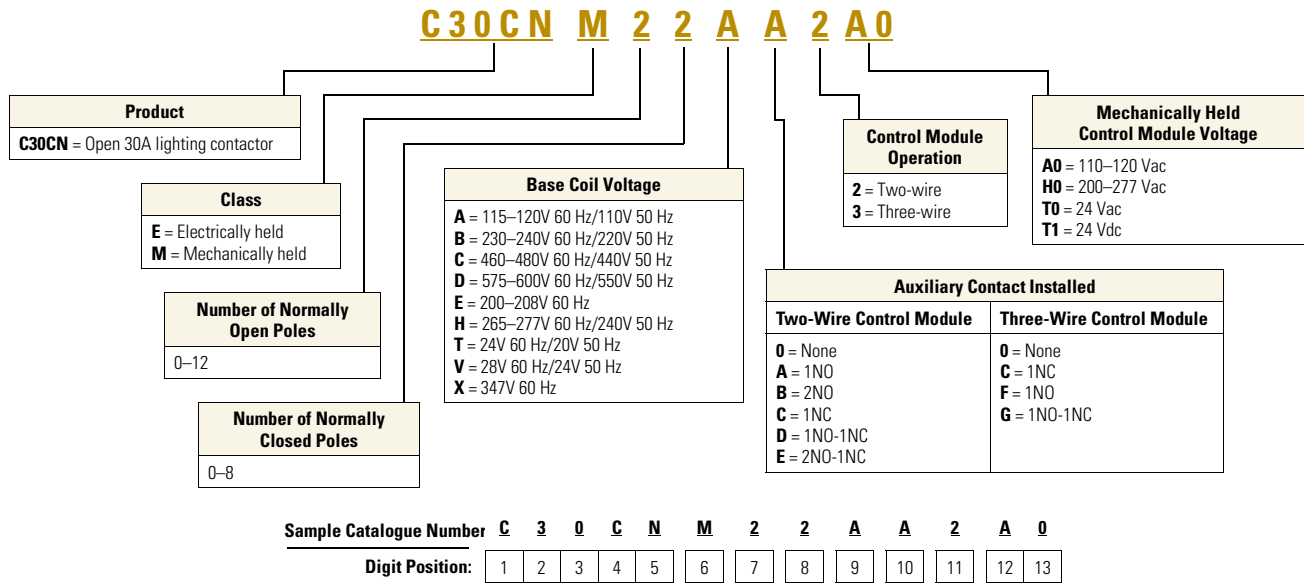 C30CN M 2 2 A A 2 A0
Product
C30CN = Open 30A lighting contactor
Class
E = Electrically held
M = Mechanically held
Number of Normally
Open Poles
0–12
Number of Normally
Closed Poles
0–8
Base Coil Voltage
A = 115–120V 60 Hz/110V 50 Hz
B = 230–240V 60 Hz/220V 50 Hz
C = 460–480V 60 Hz/440V 50 Hz
D = 575–600V 60 Hz/550V 50 Hz
E = 200–208V 60 Hz
H = 265–277V 60 Hz/240V 50 Hz
T = 24V 60 Hz/20V 50 Hz
V = 28V 60 Hz/24V 50 Hz
X = 347V 60 Hz
Control Module
Operation
2 = Two-wire
3 = Three-wire
Mechanically Held
Control Module Voltage
A0 = 110–120 Vac
H0 = 200–277 Vac
T0 = 24 Vac
T1 = 24 Vdc
Auxiliary Contact Installed
Two-Wire Control Module
0 = None
A = 1NO
B = 2NO
C = 1NC
D = 1NO-1NC
E = 2NO-1NC
Three-Wire Control Module
0 = None
C = 1NC
F = 1NO
G = 1NO-1NC
Sample Catalogue Number C 3 0 C N M 2 2 A A 2 A 0
Digit Position: 1 2 3 4 5 6 7 8 9 10 11 12 13